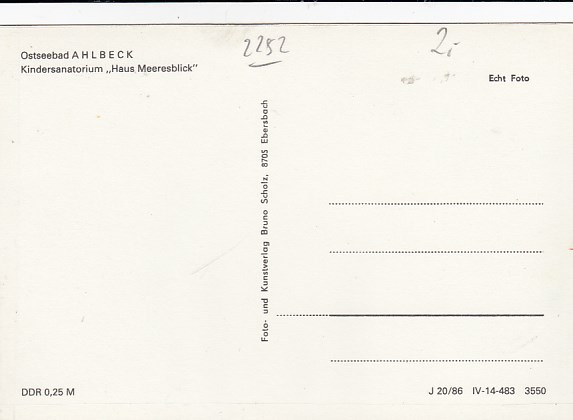 Ostseebad AHLBECK
Kindersanatorium „Haus Meeresblick"
2252
2,-
Echt Foto
Foto- und Kunstverlag Bruno Scholz, 8705 Ebersbach
DDR 0,25 M
J 20/86 IV-14-483 3550